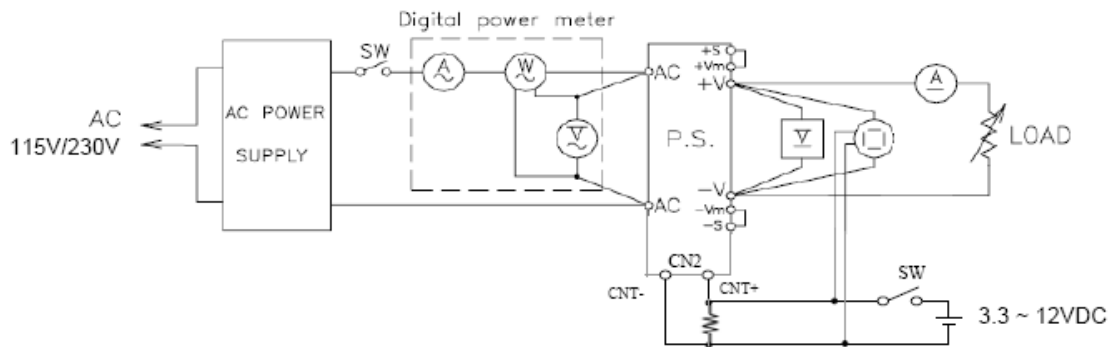 Digital power meter
SW
A
W
V
AC
115V/230V
AC POWER
SUPPLY
AC
P.S.
AC
+S
+Vm
+V
-V
-Vm
-S
V
A
LOAD
CN2
CNT-
CNT+
SW
3.3 ~ 12VDC